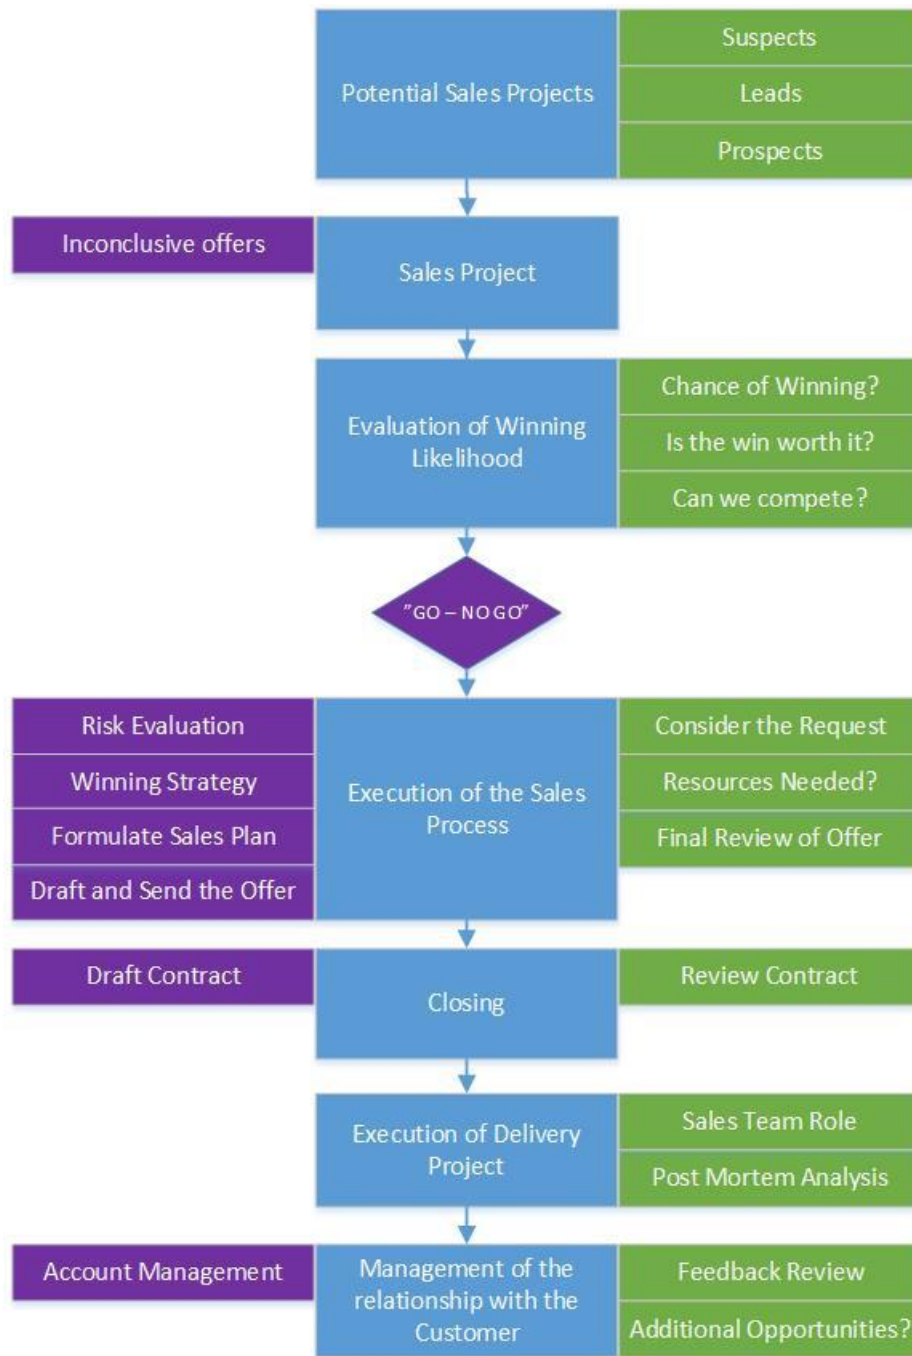 Potential Sales Projects
Suspects
Leads
Prospects
Inconclusive offers
Sales Project
Evaluation of Winning
Likelihood
Chance of Winning?
Is the win worth it?
Can we compete?
"GO – NO GO"
Risk Evaluation
Winning Strategy
Formulate Sales Plan
Draft and Send the Offer
Execution of the Sales
Process
Consider the Request
Resources Needed?
Final Review of Offer
Draft Contract
Closing
Review Contract
Execution of Delivery
Project
Sales Team Role
Post Mortem Analysis
Account Management
Management of the
relationship with the
Customer
Feedback Review
Additional Opportunities?